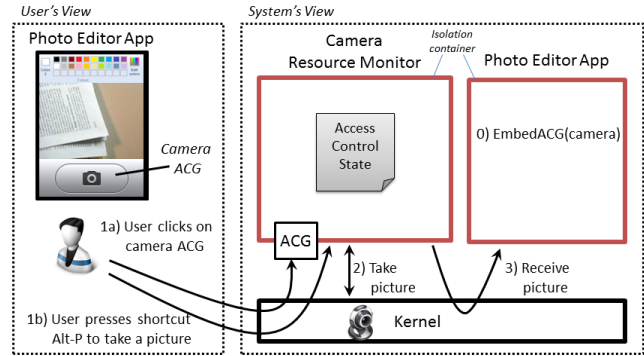 User's View
Photo Editor App
Camera
ACG
1a) User clicks on
camera ACG
1b) User presses shortcut
Alt-P to take a picture
System's View
Camera
Resource Monitor
Isolation
container
Photo Editor App
Access
Control
State
0) EmbedACG(camera)
ACG
2) Take
picture
3) Receive
picture
Kernel